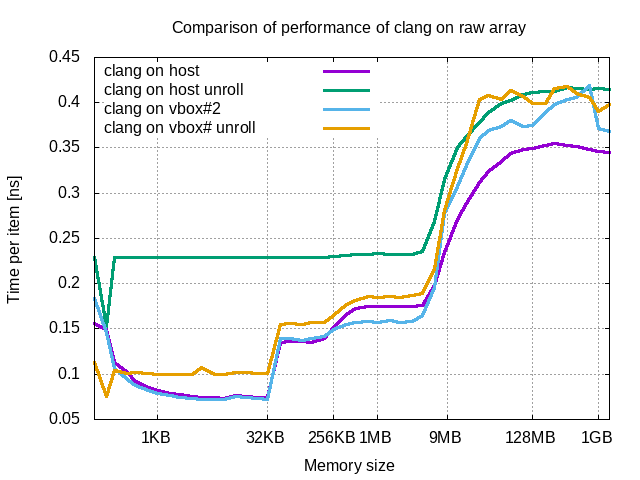 Comparison of performance of clang on raw array
0.45
0.4
0.35
0.3
0.25
0.2
0.15
0.1
0.05
Time per item [ns]
clang on host
clang on host unroll
clang on vbox#2
clang on vbox# unroll
1KB 32KB 256KB 1MB 9MB 128MB 1GB
Memory size